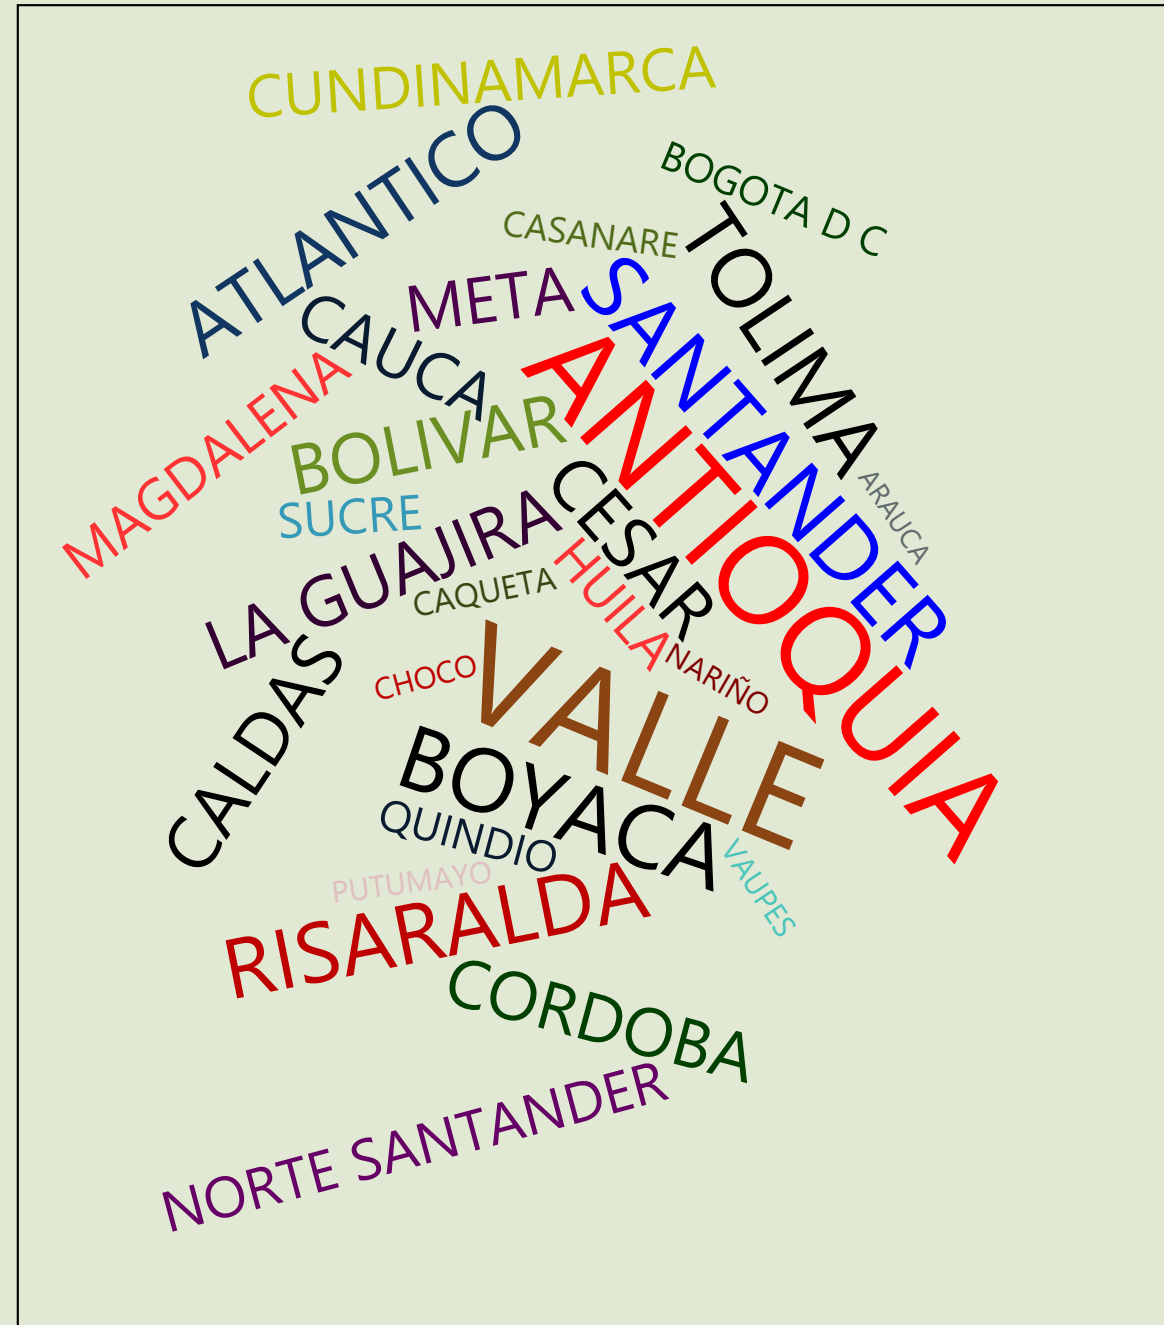 CUNDINAMARCA
ATLANTICO
BOGOTA D C
CASANARE
TOLIMA
META
SANTANDER
CAUCA
ANTIOQUIA
MAGDALENA
BOLIVAR
SUCRE
CESAR
ARAUCA
LA GUAJIRA
HUILA
CAQUETA
NARIÑO
CHOCO
VALLE
CALDAS
BOYACA
QUINDIO
VAUPES
PUTUMAYO
RISARALDA
CORDOBA
NORTE SANTANDER